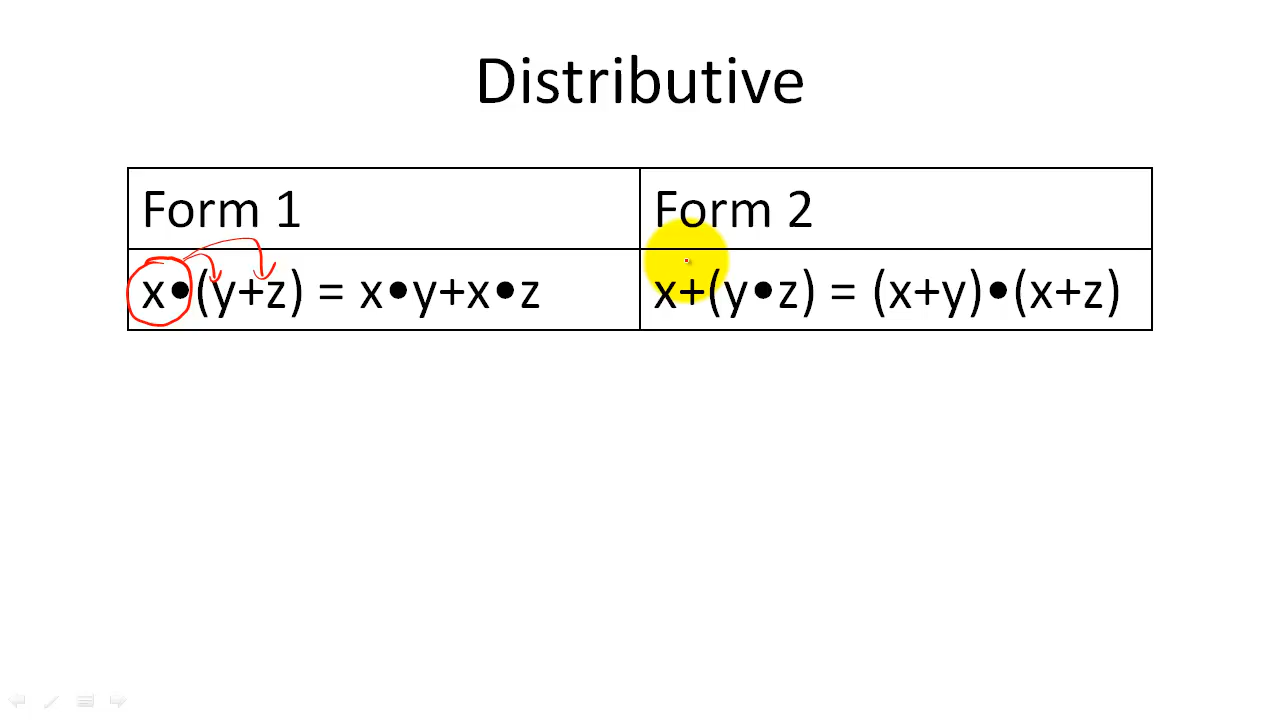 Distributive
Form 1
Form 2
x•(y+z) = x•y+x•z
x+(y•z) = (x+y)•(x+z)